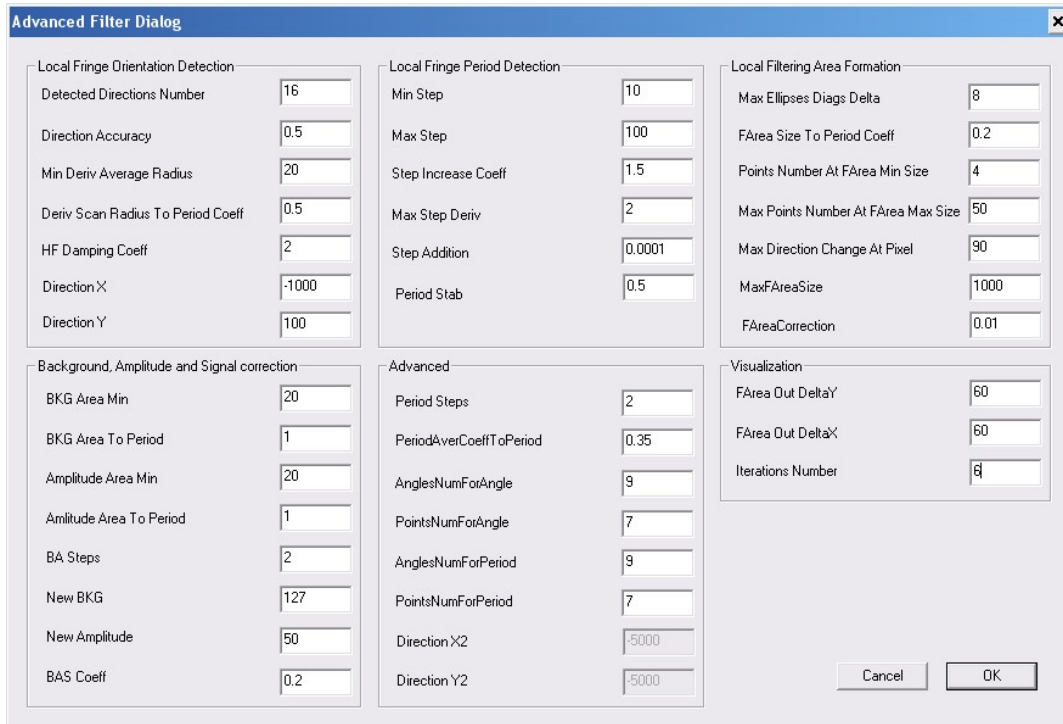 Advanced Filter Dialog
Local Fringe Orientation Detection
Detected Directions Number 16
Direction Accuracy 0.5
Min Deriv Average Radius 20
Deriv Scan Radius To Period Coeff 0.5
HF Damping Coeff 2
Direction X -1000
Direction Y 100
Local Fringe Period Detection
Min Step 10
Max Step 100
Step Increase Coeff 1.5
Max Step Deriv 2
Step Addition 0.0001
Period Stab 0.5
Local Filtering Area Formation
Max Ellipses Diags Delta 8
FArea Size To Period Coeff 0.2
Points Number At FArea Min Size 4
Max Points Number At FArea Max Size 50
Max Direction Change At Pixel 90
MaxFAreaSize 1000
FAreaCorrection 0.01
Background, Amplitude and Signal correction
BKG Area Min 20
BKG Area To Period 1
Amplitude Area Min 20
Amlitude Area To Period 1
BA Steps 2
New BKG 127
New Amplitude 50
BAS Coeff 0.2
Advanced
Period Steps 2
PeriodAverCoeffToPeriod 0.35
AnglesNumForAngle 9
PointsNumForAngle 7
AnglesNumForPeriod 9
PointsNumForPeriod 7
Direction X2 -5000
Direction Y2 -5000
Visualization
FArea Out DeltaY 60
FArea Out DeltaX 60
Iterations Number 6
Cancel OK